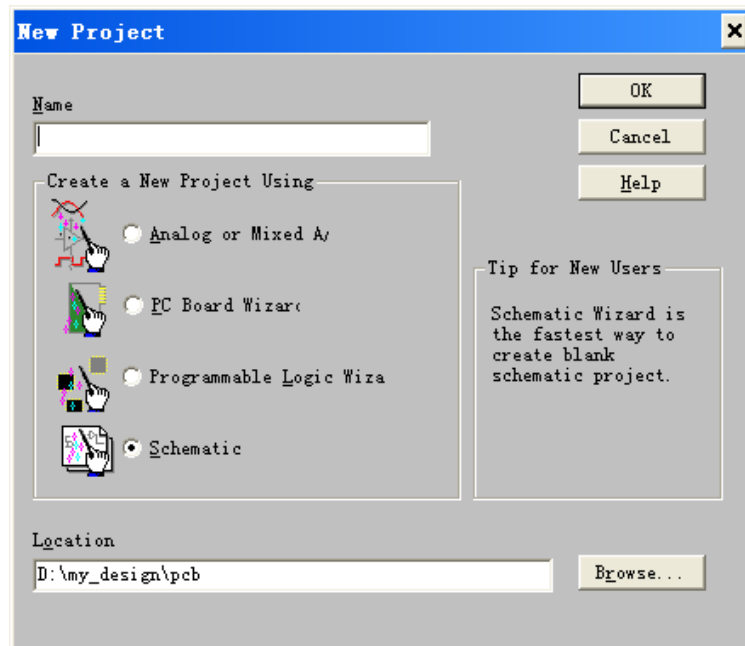 New Project
Name
OK
Cancel
Help
Create a New Project Using
Analog or Mixed A/
PC Board Wizard
Programmable Logic Wiza
Schematic
Tip for New Users
Schematic Wizard is
the fastest way to
create blank
schematic project.
Location
D:\my_design\pcb
Browse...